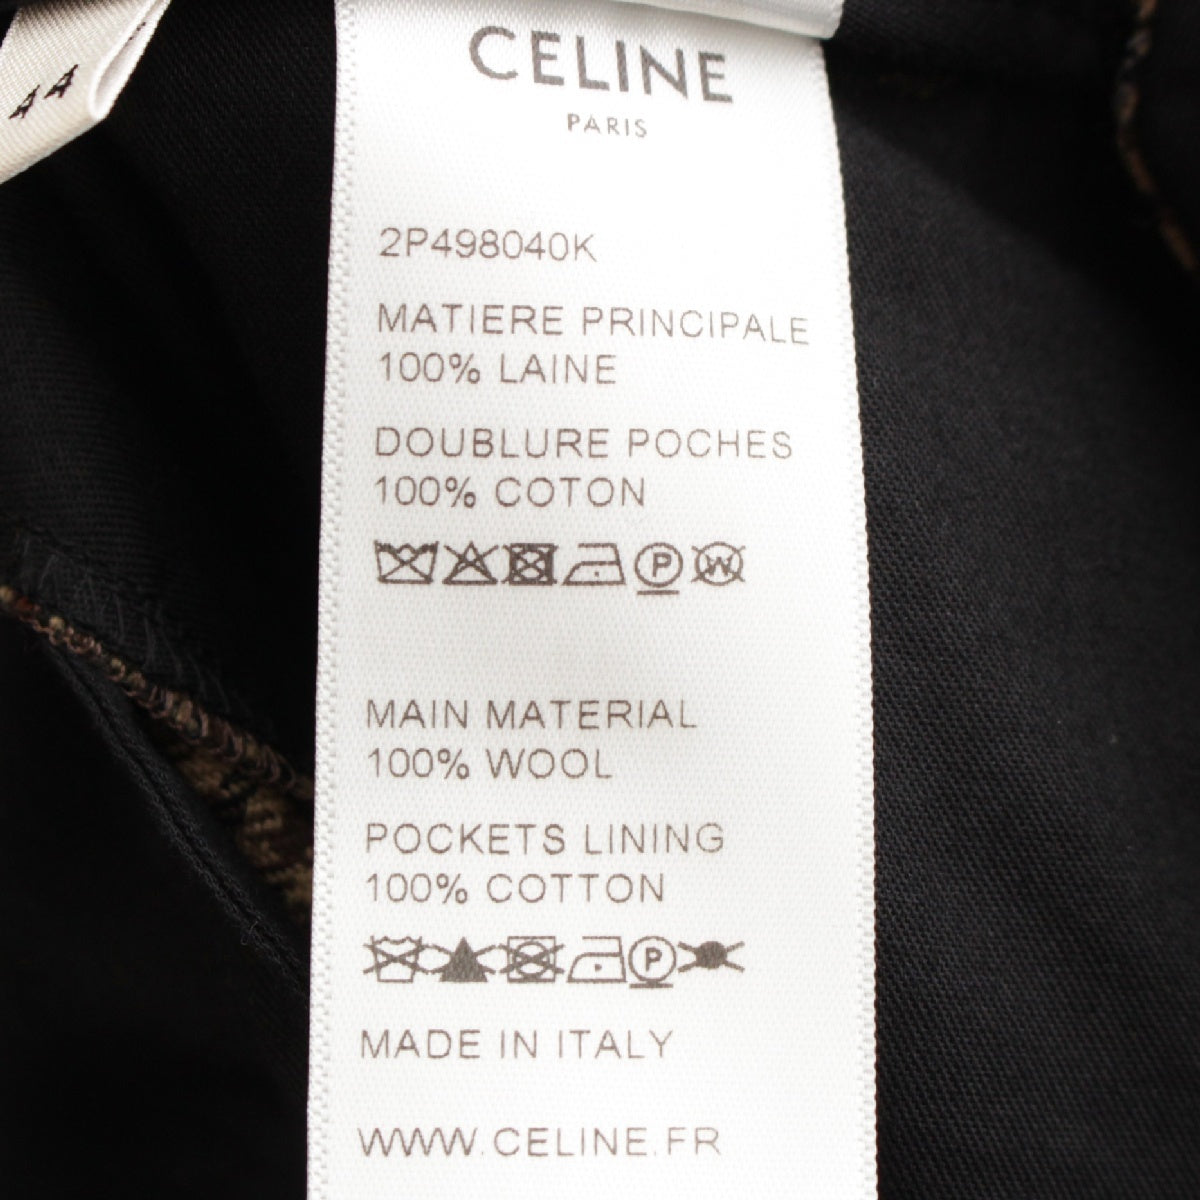 44
CELINE
PARIS
2P498040K
MATIERE PRINCIPALE
100% LAINE
DOUBLURE POCHES
100% COTON
P W
MAIN MATERIAL
100% WOOL
POCKETS LINING
100% COTTON
P
MADE IN ITALY
WWW.CELINE.FR